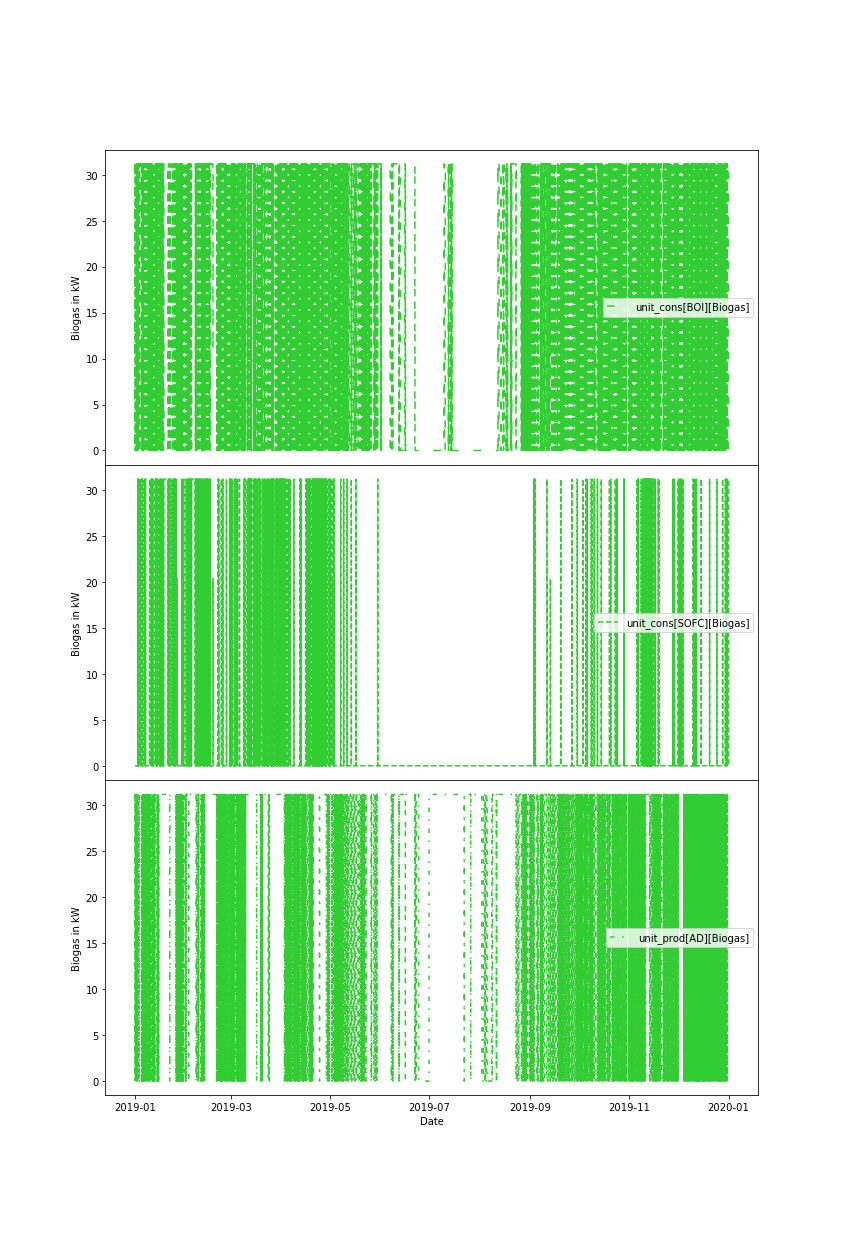 30
25
20
15
10
5
0
Biogas in kW
unit_cons[BOI][Biogas]
30
25
20
15
10
5
0
Biogas in kW
unit_cons[SOFC][Biogas]
30
25
20
15
10
5
0
Biogas in kW
unit_prod[AD][Biogas]
2019-01 2019-03 2019-05 2019-07 2019-09 2019-11 2020-01
Date